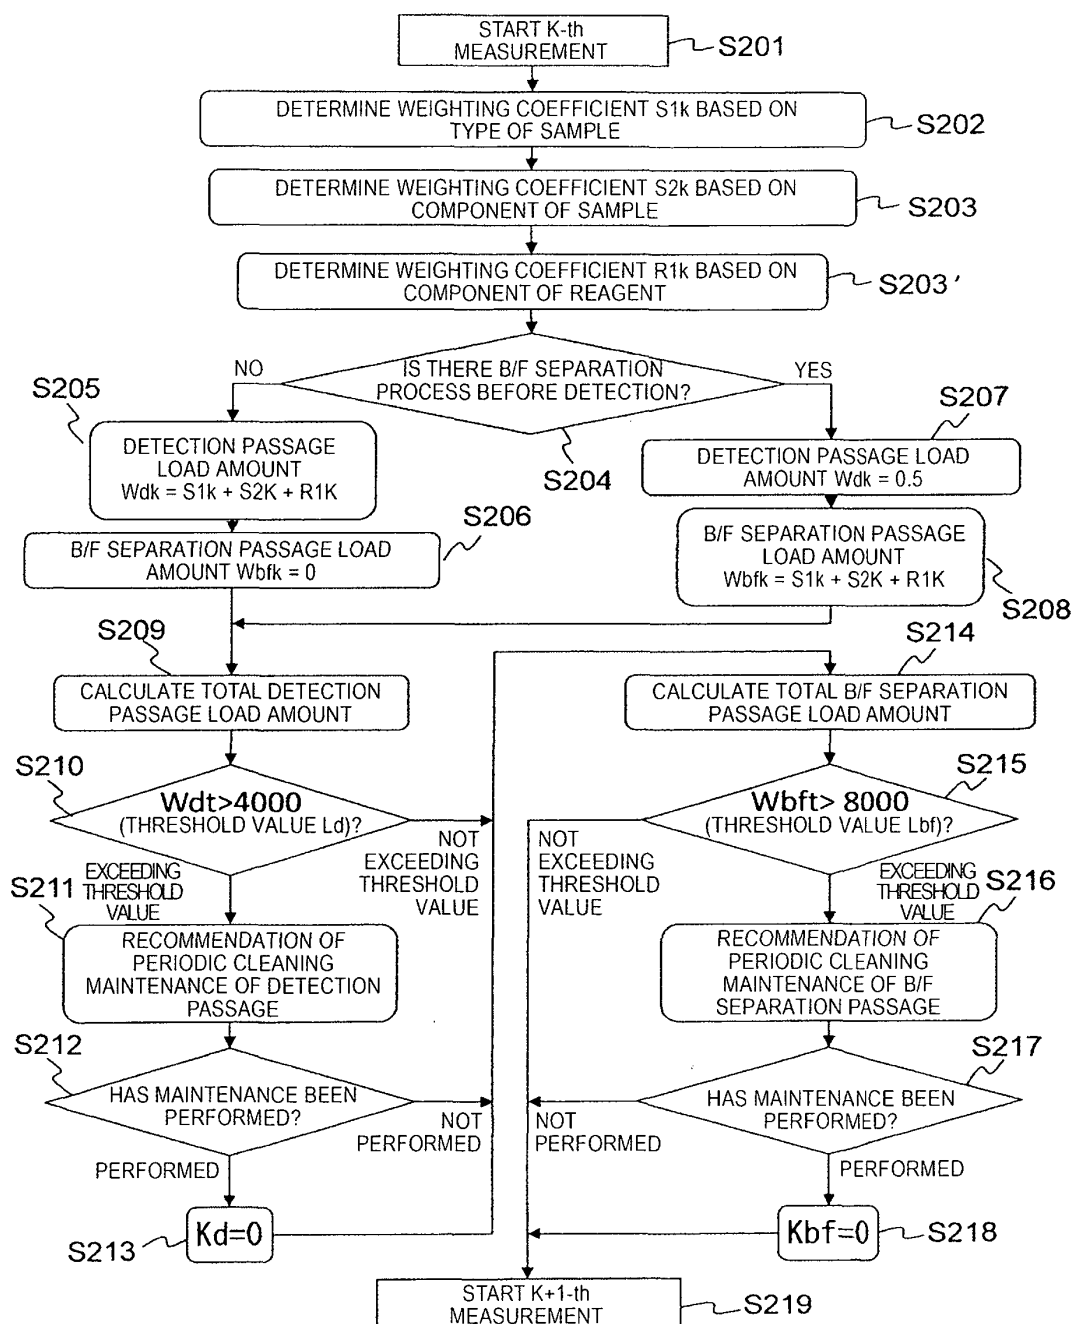 START K-th
MEASUREMENT
S201
DETERMINE WEIGHTING COEFFICIENT S1k BASED ON
TYPE OF SAMPLE
S202
DETERMINE WEIGHTING COEFFICIENT S2k BASED ON
COMPONENT OF SAMPLE
S203
DETERMINE WEIGHTING COEFFICIENT R1k BASED ON
COMPONENT OF REAGENT
S203'
IS THERE B/F SEPARATION
PROCESS BEFORE DETECTION?
NO
YES
S204
S205
DETECTION PASSAGE
LOAD AMOUNT
Wdk = S1k + S2K + R1K
S206
B/F SEPARATION PASSAGE LOAD
AMOUNT Wbfk = 0
S207
DETECTION PASSAGE LOAD
AMOUNT Wdk = 0.5
B/F SEPARATION PASSAGE
LOAD AMOUNT
Wbfk = S1k + S2K + R1K
S208
S209
CALCULATE TOTAL DETECTION
PASSAGE LOAD AMOUNT
S210
Wdt>4000
(THRESHOLD VALUE Ld)?
NOT
EXCEEDING
THRESHOLD
VALUE
EXCEEDING
THRESHOLD
VALUE
S211
RECOMMENDATION OF
PERIODIC CLEANING
MAINTENANCE OF DETECTION
PASSAGE
S212
HAS MAINTENANCE BEEN
PERFORMED?
NOT
PERFORMED
PERFORMED
Kd=0
S213
S214
CALCULATE TOTAL B/F SEPARATION
PASSAGE LOAD AMOUNT
S215
Wbft> 8000
(THRESHOLD VALUE Lbf)?
NOT
EXCEEDING
THRESHOLD
VALUE
EXCEEDING
THRESHOLD
VALUE
S216
RECOMMENDATION OF
PERIODIC CLEANING
MAINTENANCE OF B/F
SEPARATION PASSAGE
S217
HAS MAINTENANCE BEEN
PERFORMED?
NOT
PERFORMED
PERFORMED
Kbf=0
S218
START K+1-th
MEASUREMENT
S219